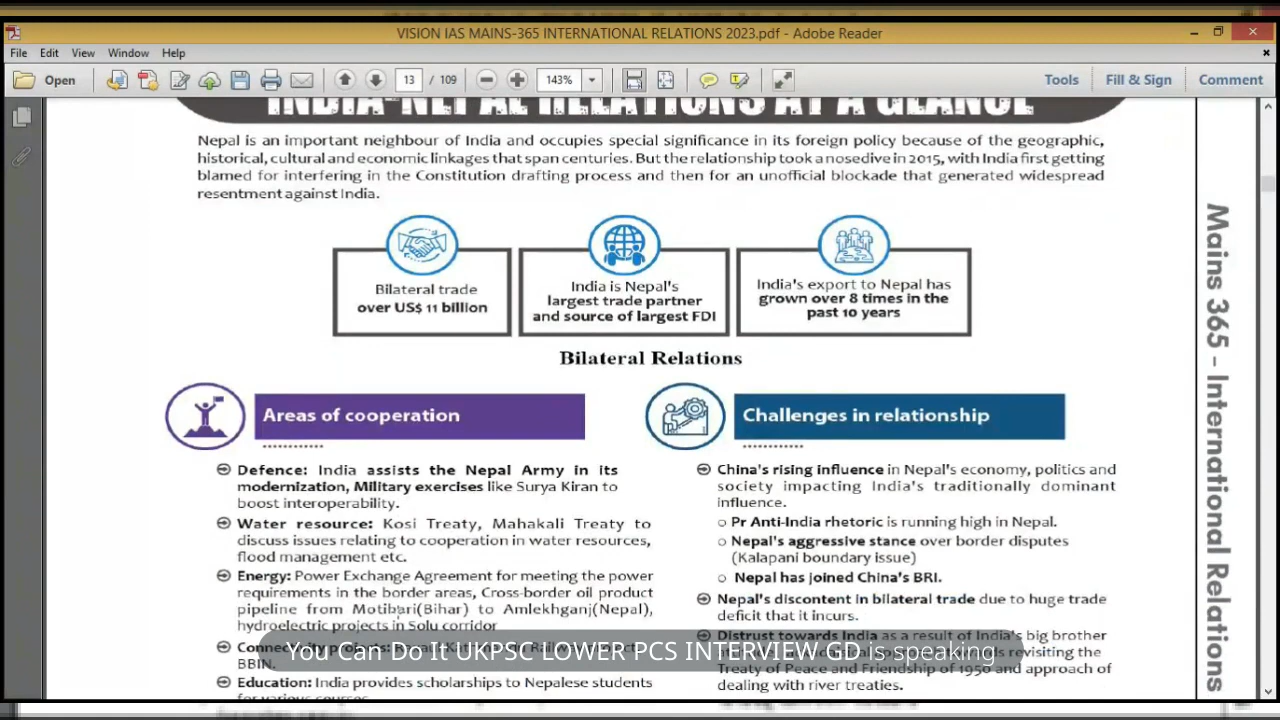 VISION IAS MAINS-365 INTERNATIONAL RELATIONS 2023.pdf - Adobe Reader
File Edit View Window Help
Open 13 / 109 143% Tools Fill & Sign Comment
INDIA-NEPAL RELATIONS AT A GLANCE
Nepal is an important neighbour of India and occupies special significance in its foreign policy because of the geographic,
historical, cultural and economic linkages that span centuries. But the relationship took a nosedive in 2015, with India first getting
blamed for interfering in the Constitution drafting process and then for an unofficial blockade that generated widespread
resentment against India.
Bilateral trade
over US$ 11 billion
India is Nepal's
largest trade partner
and source of largest FDI
India's export to Nepal has
grown over 8 times in the
past 10 years
Bilateral Relations
Areas of cooperation
Defence: India assists the Nepal Army in its
modernization, Military exercises like Surya Kiran to
boost interoperability.
Water resource: Kosi Treaty, Mahakali Treaty to
discuss issues relating to cooperation in water resources,
flood management etc.
Energy: Power Exchange Agreement for meeting the power
requirements in the border areas, Cross-border oil product
pipeline from Motihari(Bihar) to Amlekhganj(Nepal),
hydroelectric projects in Solu corridor
BBIN.
Education: India provides scholarships to Nepalese students
for various courses
Challenges in relationship
China's rising influence in Nepal's economy, politics and
society impacting India's traditionally dominant
influence.
Pr Anti-India rhetoric is running high in Nepal.
Nepal's aggressive stance over border disputes
(Kalapani boundary issue)
Nepal has joined China's BRI.
Nepal's discontent in bilateral trade due to huge trade
deficit that it incurs.
Distrust towards India as a result of India's big brother
revisiting the
Treaty of Peace and Friendship of 1950 and approach of
dealing with river treaties.
Mains 365 - International Relations
You Can Do It UKPSC LOWER PCS INTERVIEW GD is speaking